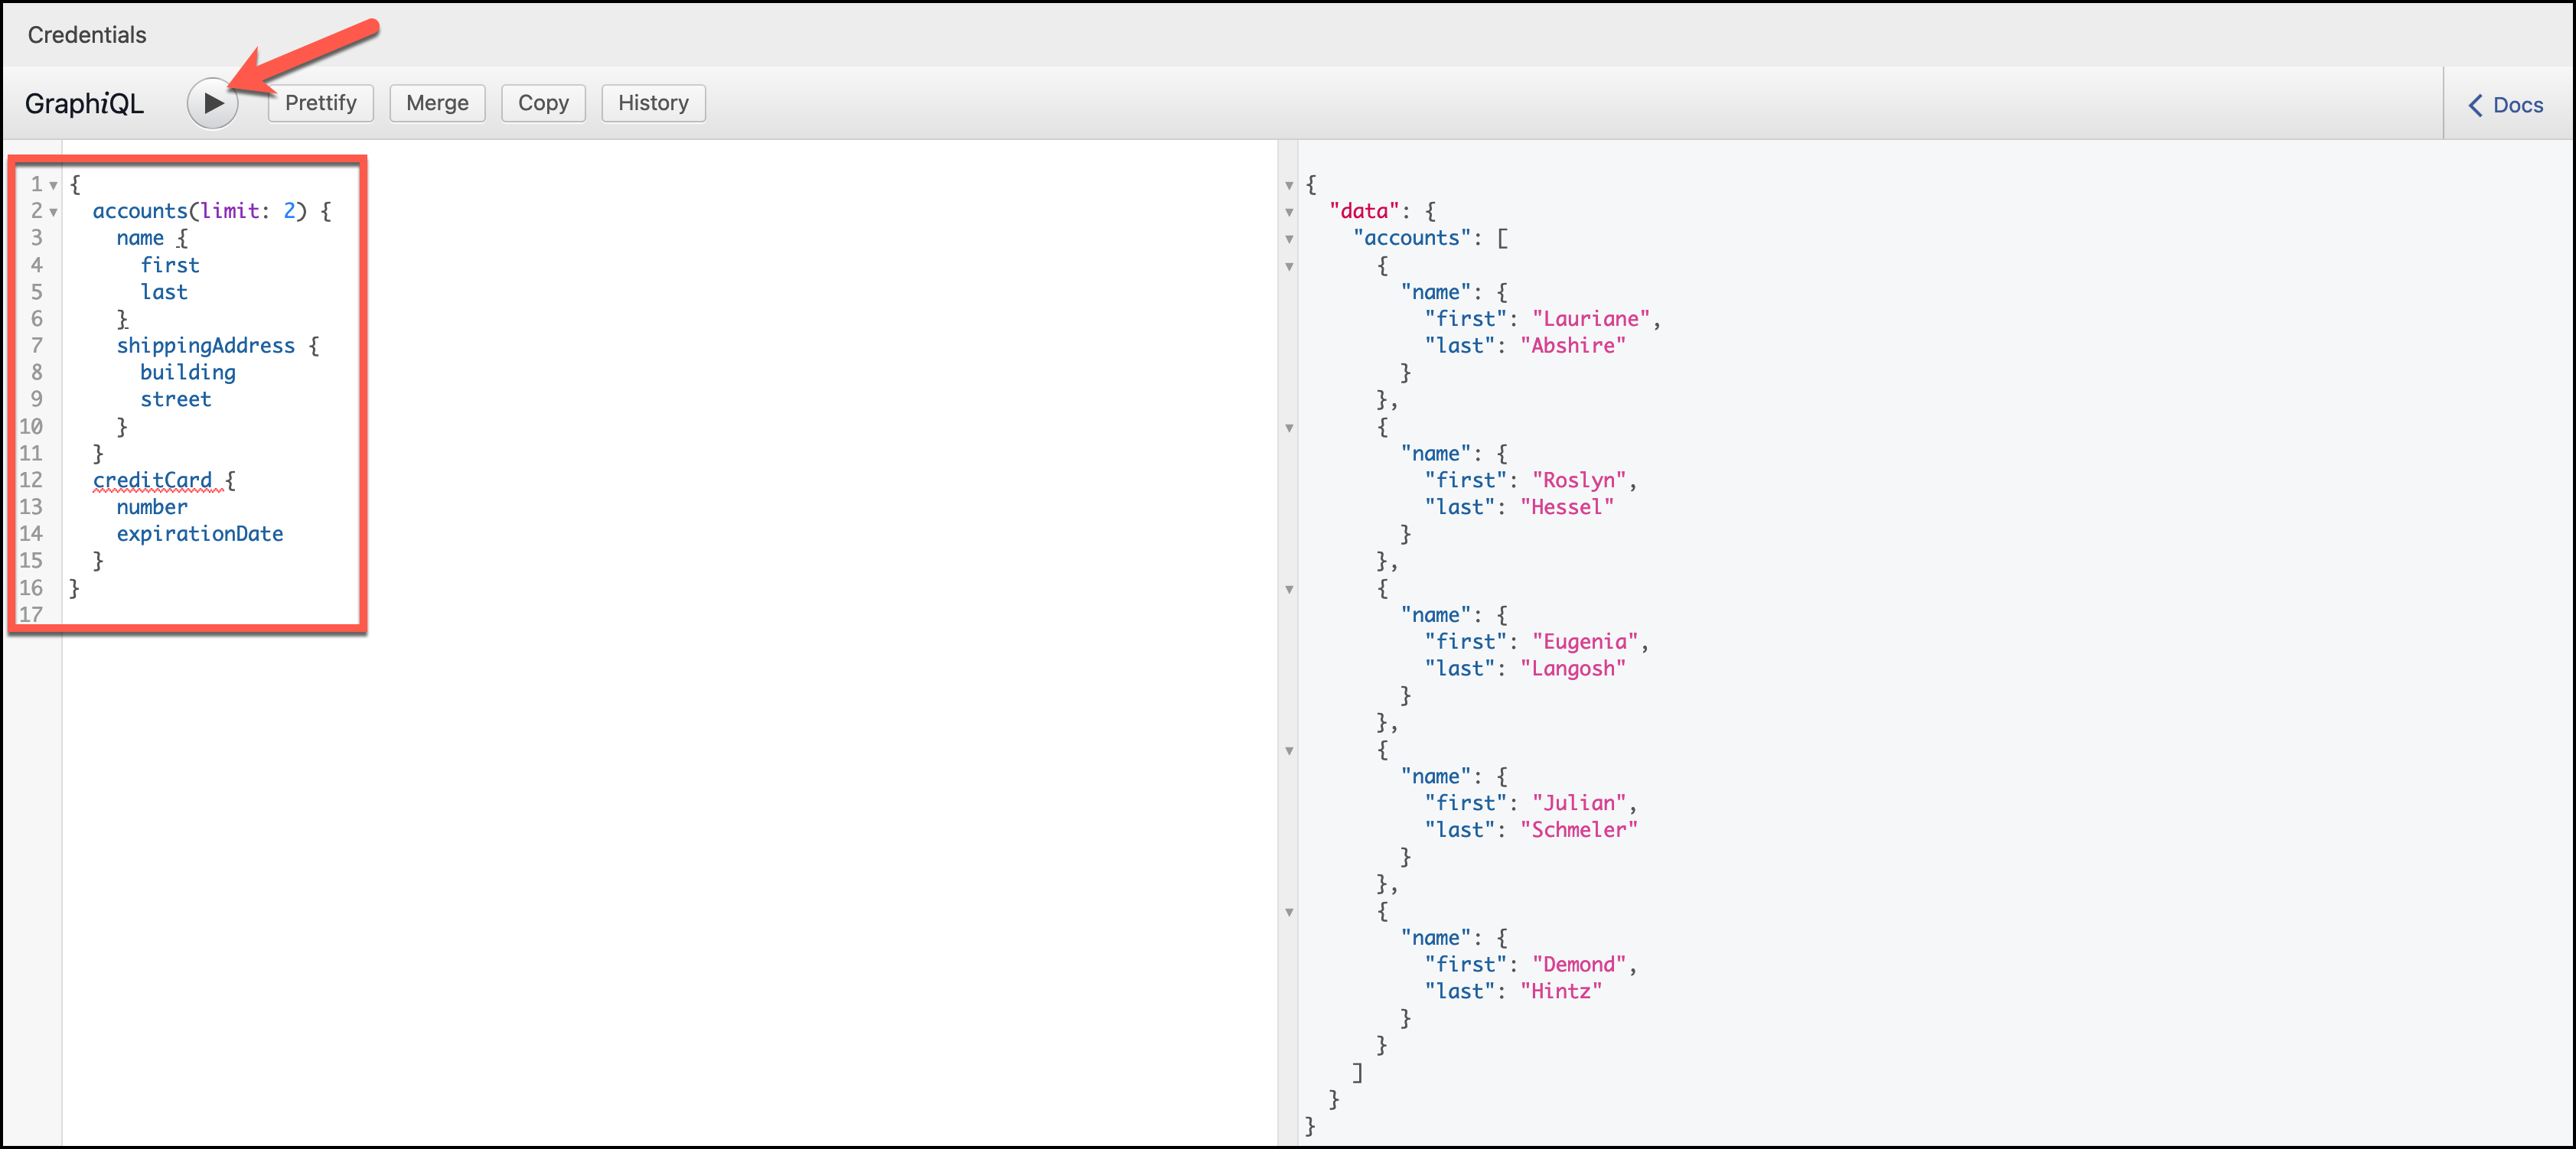 Credentials
GraphiQL Prettify Merge Copy History Docs
1 {
2 accounts(limit: 2) {
3 name {
4 first
5 last
6 }
7 shippingAddress {
8 building
9 street
10 }
11 }
12 creditCard {
13 number
14 expirationDate
15 }
16 }
17
{
"data": {
"accounts": [
{
"name": {
"first": "Lauriane",
"last": "Abshire"
}
},
{
"name": {
"first": "Roslyn",
"last": "Hessel"
}
},
{
"name": {
"first": "Eugenia",
"last": "Langosh"
}
},
{
"name": {
"first": "Julian",
"last": "Schmeler"
}
},
{
"name": {
"first": "Demond",
"last": "Hintz"
}
}
]
}
}